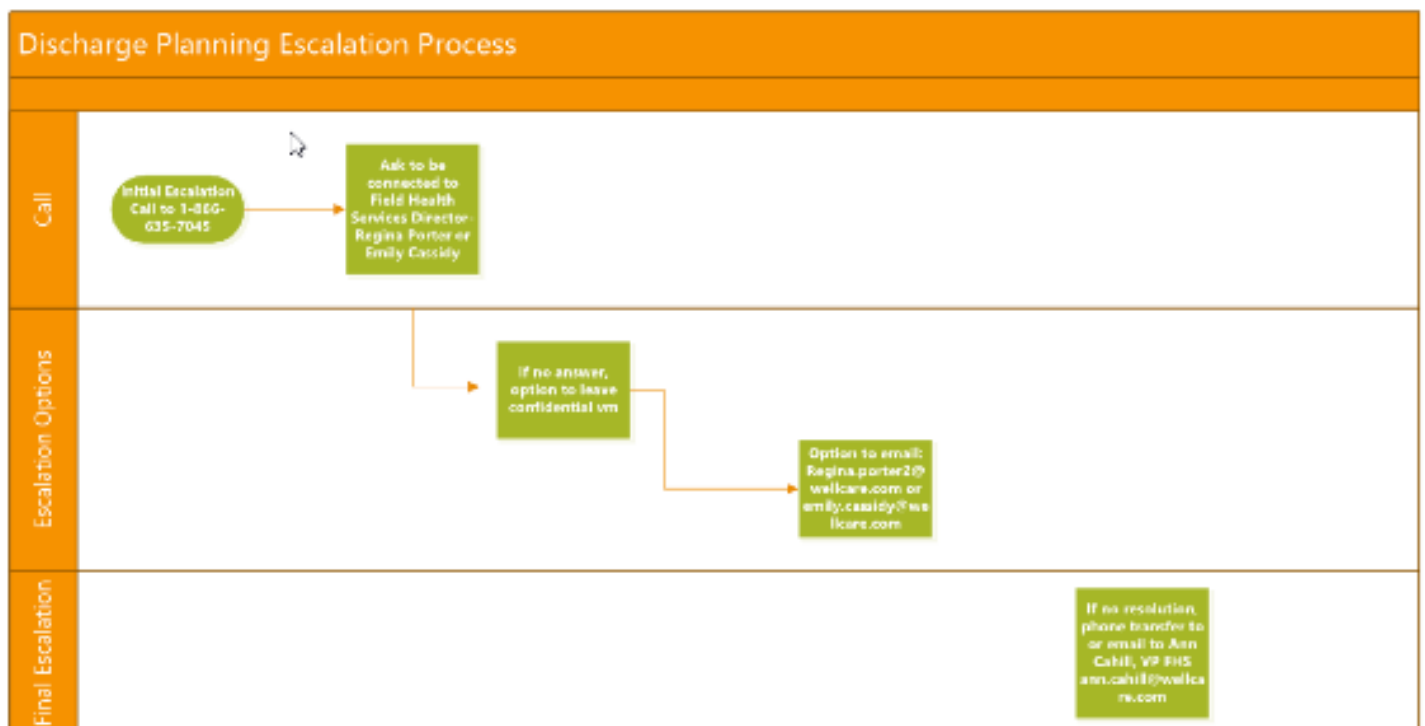 Discharge Planning Escalation Process
Call
Initial Escalation
Call to 1-866-
635-7045
Ask to be
connected to
Field Health
Services Director-
Regina Porter or
Emily Cassidy
Escalation Options
If no answer,
option to leave
confidential vm
Option to email:
Regina.porter2@
wellcare.com or
emily.cassidy@we
llcare.com
Final Escalation
If no resolution,
phone transfer to
or email to Ann
Cahill, VP FHS
ann.cahill@wellca
re.com